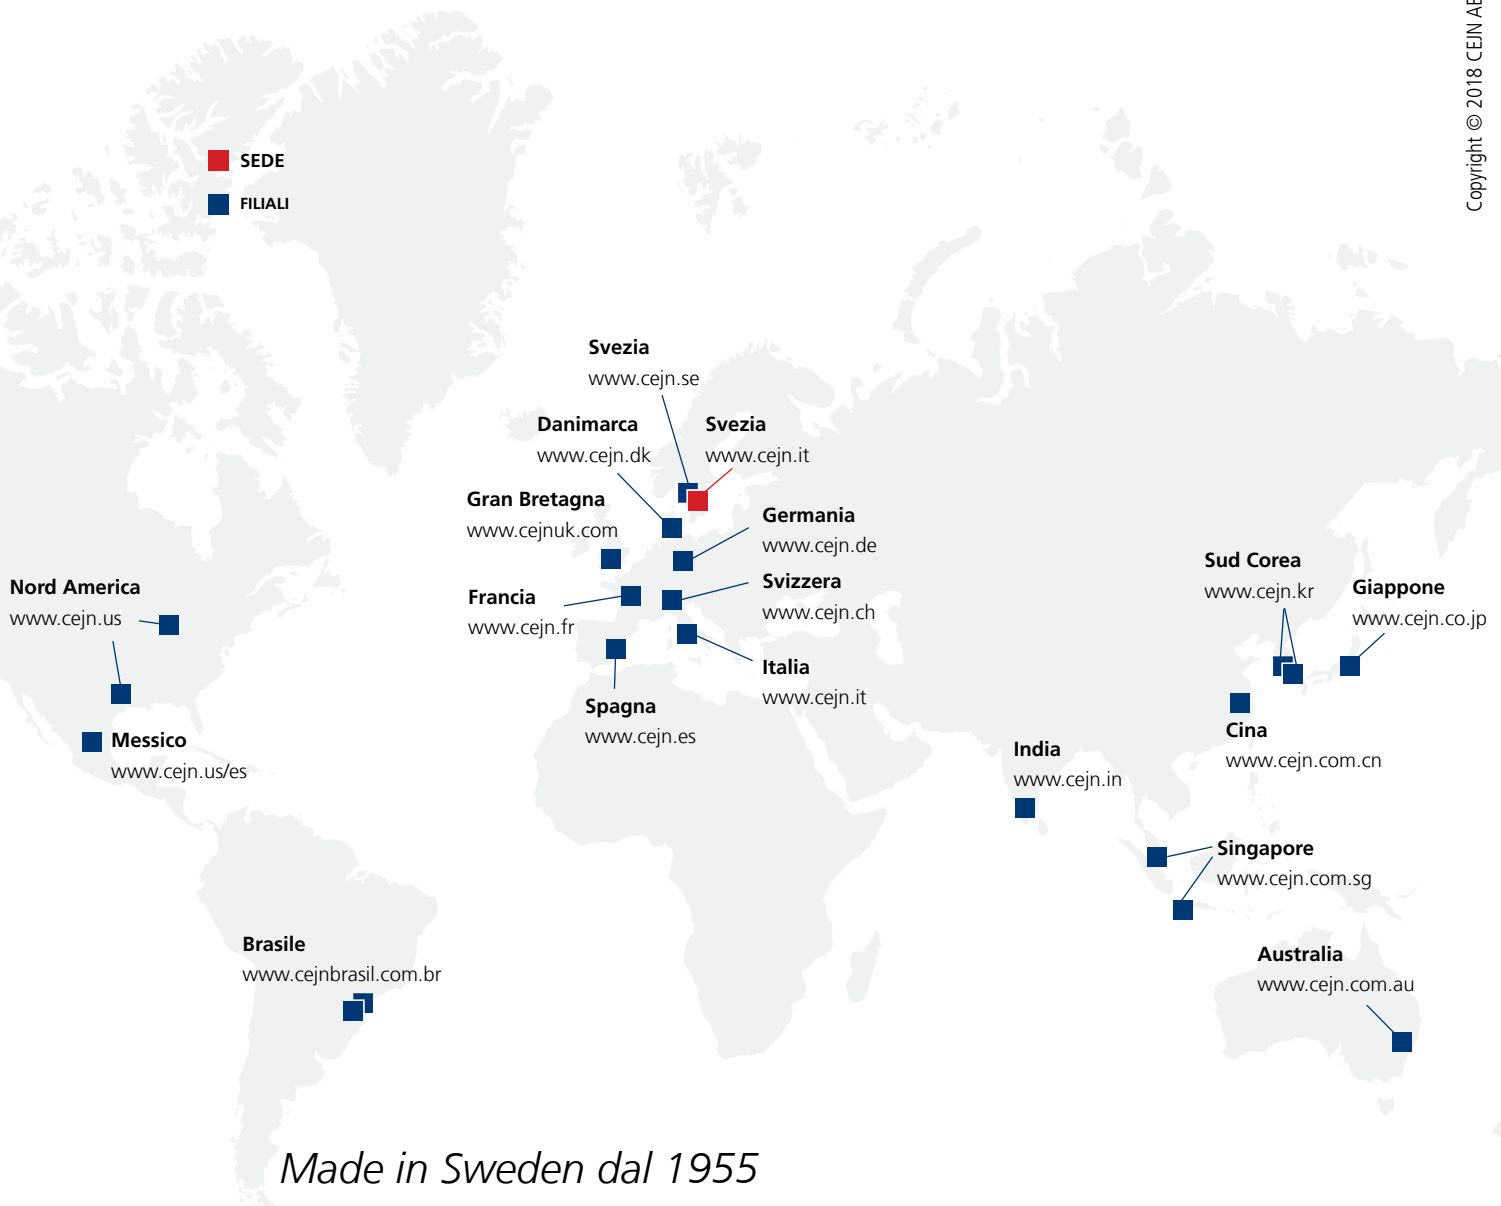 Copyright © 2018 CEJN AB
SEDE
FILIALI
Svezia
www.cejn.se
Danimarca
www.cejn.dk
Svezia
www.cejn.it
Gran Bretagna
www.cejnuk.com
Germania
www.cejn.de
Svizzera
www.cejn.ch
Francia
www.cejn.fr
Italia
www.cejn.it
Spagna
www.cejn.es
Nord America
www.cejn.us
Messico
www.cejn.us/es
Brasile
www.cejnbrasil.com.br
Sud Corea
www.cejn.kr
Giappone
www.cejn.co.jp
Cina
www.cejn.com.cn
India
www.cejn.in
Singapore
www.cejn.com.sg
Australia
www.cejn.com.au
Made in Sweden dal 1955